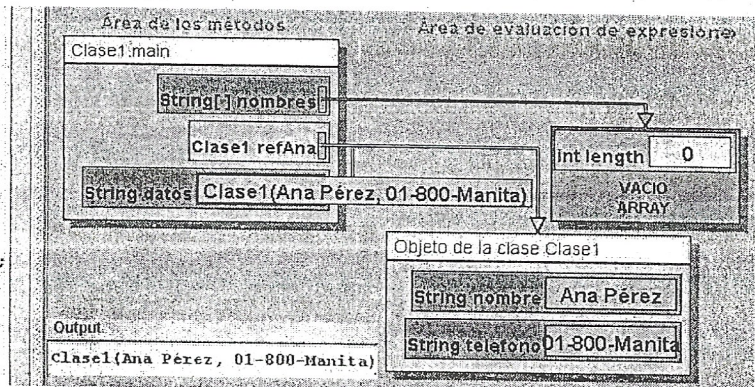 Área de los métodos
Área de evaluación de expresiones
Clase1.main
String[ ] nombres
Clase1 refAna
int length 0
VACIO
ARRAY
String datos Clase1(Ana Pérez, 01-800-Manita)
Objeto de la clase Clase1
String nombre Ana Pérez
String telefono 01-800-Manita
Output
Clase1(Ana Pérez, 01-800-Manita)
;